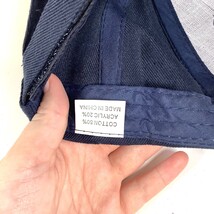 COTTON 80%
ACRYLIC 20%
MADE IN CHINA